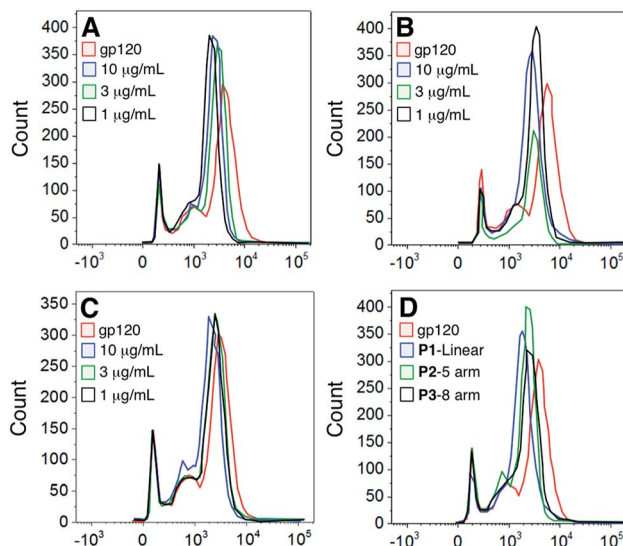 A
gp120
10 µg/mL
3 µg/mL
1 µg/mL
Count
400
350
300
250
200
150
100
50
0
-10³ 0 10³ 10⁴ 10⁵
B
gp120
10 µg/mL
3 µg/mL
1 µg/mL
Count
400
350
300
250
200
150
100
50
0
-10³ 0 10³ 10⁴ 10⁵
C
gp120
10 µg/mL
3 µg/mL
1 µg/mL
Count
350
300
250
200
150
100
50
0
-10³ 0 10³ 10⁴ 10⁵
D
gp120
P1-Linear
P2-5 arm
P3-8 arm
Count
400
350
300
250
200
150
100
50
0
-10³ 0 10³ 10⁴ 10⁵